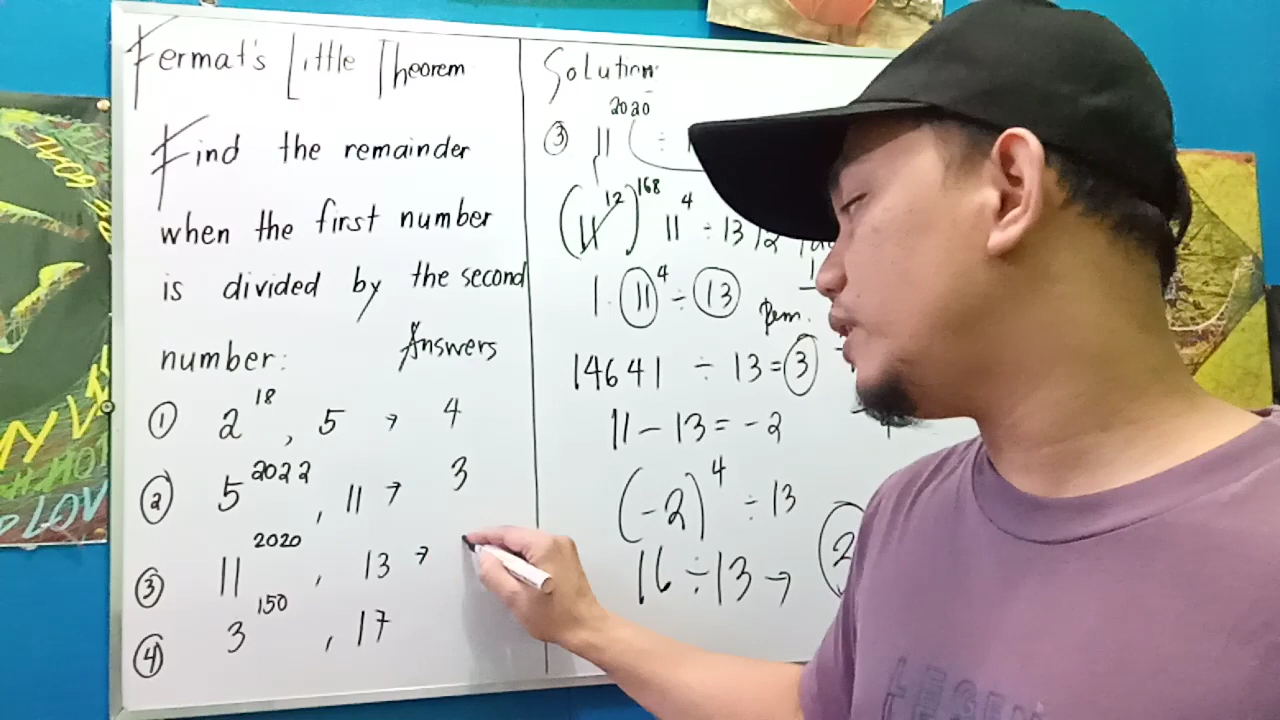 Fermat's Little Theorem
Find the remainder
when the first number
is divided by the second
number:
Answers
① 2^18 , 5 → 4
② 5^2022 , 11 → 3
③ 11^2020 , 13 →
④ 3^150 , 17
Solution:
③ 11^2020 ÷
(11^12)^168 11^4 ÷ 13
1 · 11^4 ÷ 13
Rem.
14641 ÷ 13 = 3
11 - 13 = -2
(-2)^4 ÷ 13
16 ÷ 13 →